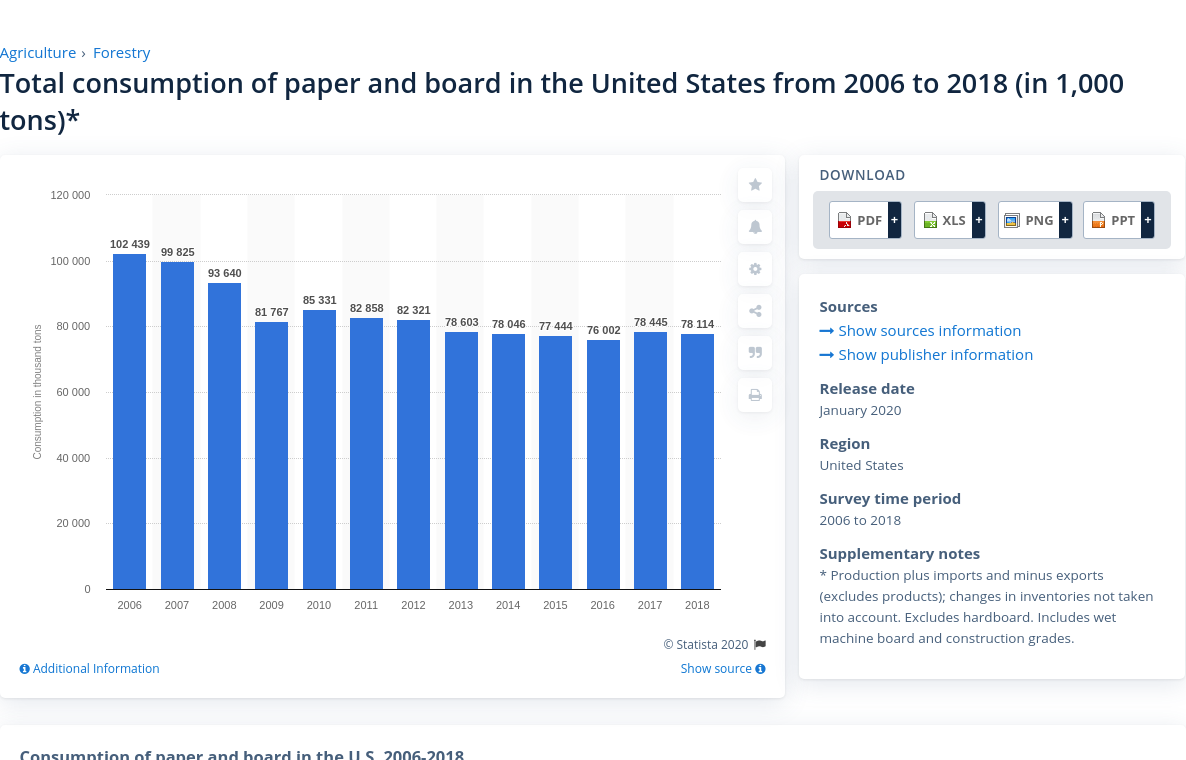 Agriculture › Forestry
Total consumption of paper and board in the United States from 2006 to 2018 (in 1,000
tons)*
120 000
100 000
80 000
60 000
40 000
20 000
0
Consumption in thousand tons
102 439
99 825
93 640
81 767
85 331
82 858
82 321
78 603
78 046
77 444
76 002
78 445
78 114
2006 2007 2008 2009 2010 2011 2012 2013 2014 2015 2016 2017 2018
© Statista 2020
Additional Information
Show source
DOWNLOAD
PDF + XLS + PNG + PPT +
Sources
Show sources information
Show publisher information
Release date
January 2020
Region
United States
Survey time period
2006 to 2018
Supplementary notes
* Production plus imports and minus exports
(excludes products); changes in inventories not taken
into account. Excludes hardboard. Includes wet
machine board and construction grades.
Consumption of paper and board in the U.S. 2006-2018